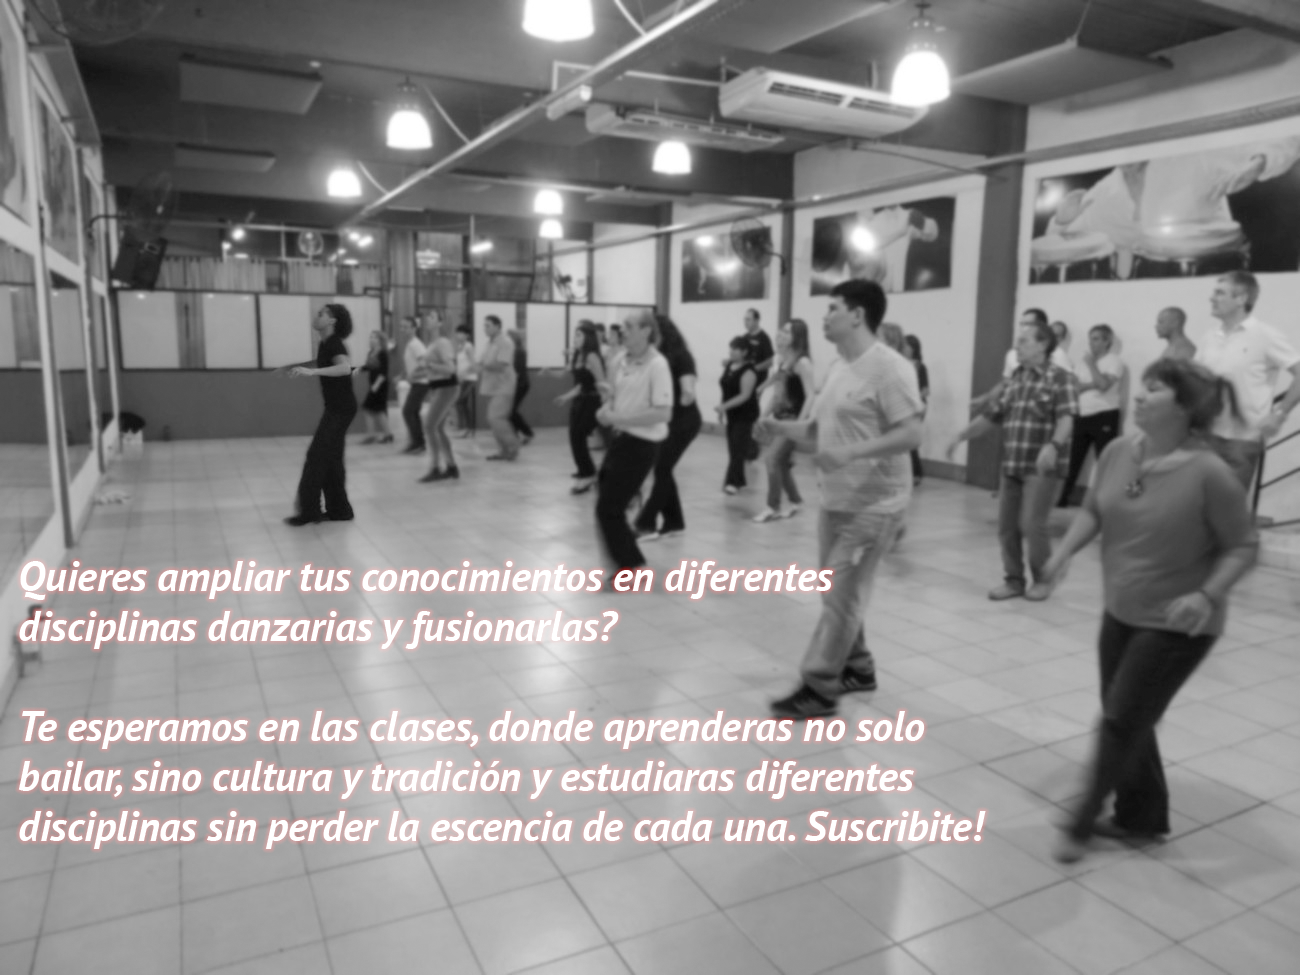 Quieres ampliar tus conocimientos en diferentes
disciplinas danzarias y fusionarlas?
Te esperamos en las clases, donde aprenderas no solo
bailar, sino cultura y tradición y estudiaras diferentes
disciplinas sin perder la escencia de cada una. Suscribite!